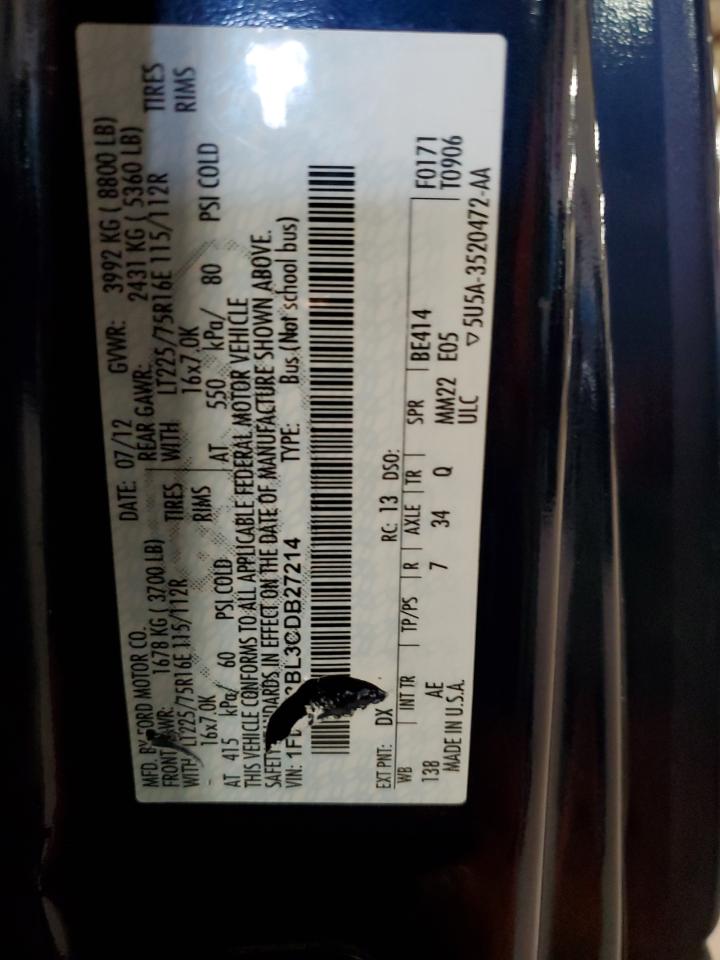 MFD. BY FORD MOTOR CO. DATE: 07/12 GVWR: 3992 KG ( 8800 LB)
FRONT GAWR: 1678 KG ( 3700 LB) REAR GAWR: 2431 KG ( 5360 LB)
WITH LT225/75R16E 115/112R TIRES WITH LT225/75R16E 115/112R TIRES
16x7.0K RIMS 16x7.0K RIMS
AT 415 kPa/ 60 PSI COLD AT 550 kPa/ 80 PSI COLD
THIS VEHICLE CONFORMS TO ALL APPLICABLE FEDERAL MOTOR VEHICLE
SAFETY STANDARDS IN EFFECT ON THE DATE OF MANUFACTURE SHOWN ABOVE.
VIN: BL3CDB27214 TYPE: Bus (Not school bus)
EXT PNT: DX RC: 13 DSO:
WB INT TR TP/PS R AXLE TR SPR BE414 F0171
138 AE 7 34 Q MM22 E05 T0906
MADE IN U.S.A. ULC ▽5U5A-3520472-AA